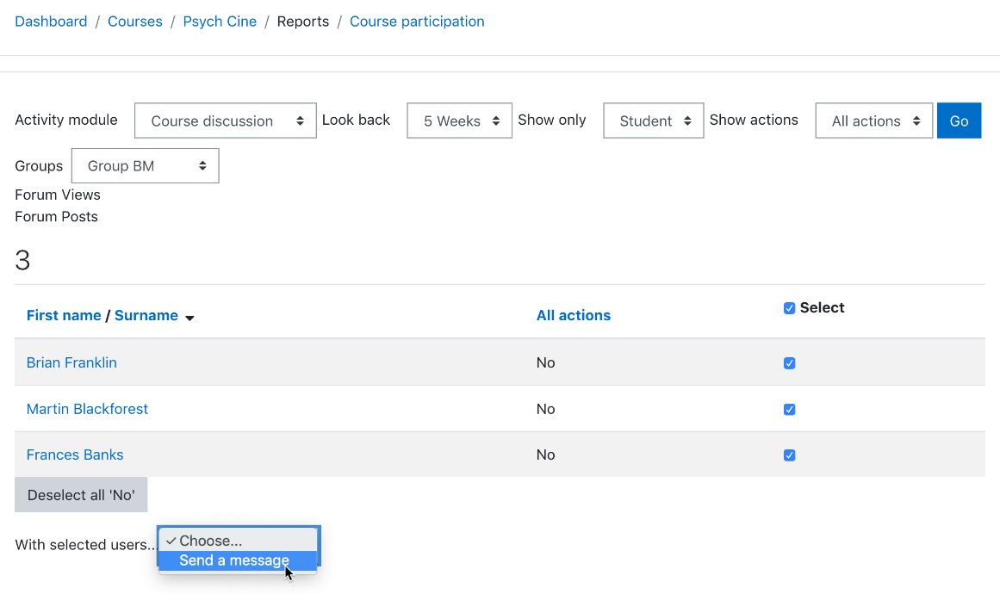 Dashboard / Courses / Psych Cine / Reports / Course participation
Activity module Course discussion Look back 5 Weeks Show only Student Show actions All actions Go
Groups Group BM
Forum Views
Forum Posts
3
First name / Surname All actions Select
Brian Franklin No
Martin Blackforest No
Frances Banks No
Deselect all 'No'
With selected users... ✓ Choose...
Send a message